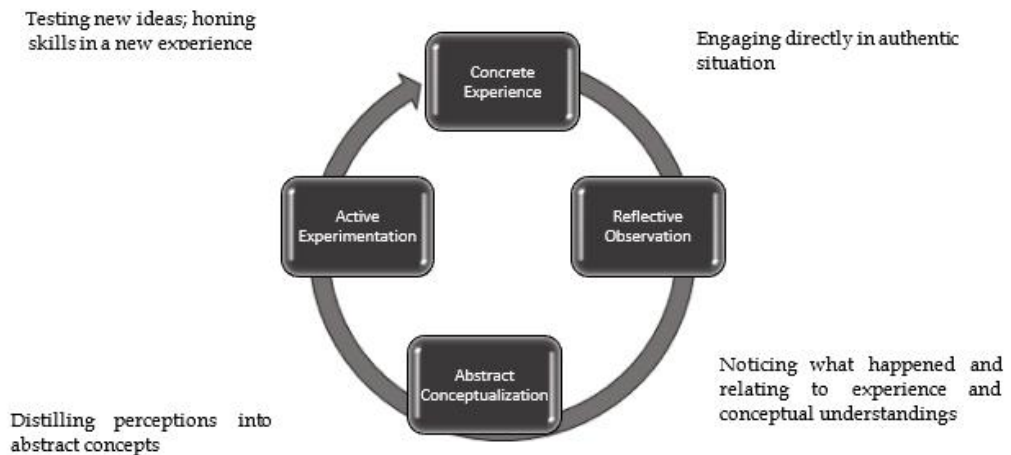 Testing new ideas; honing
skills in a new experience
Engaging directly in authentic
situation
Concrete
Experience
Active
Experimentation
Reflective
Observation
Abstract
Conceptualization
Noticing what happened and
relating to experience and
conceptual understandings
Distilling perceptions into
abstract concepts